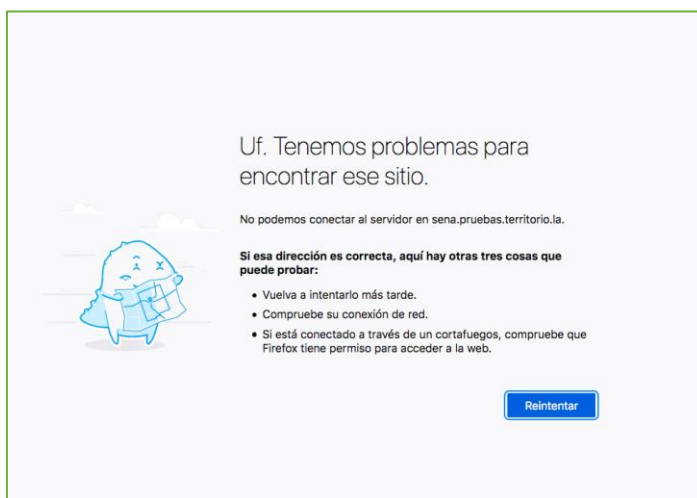 Uf. Tenemos problemas para
encontrar ese sitio.
No podemos conectar al servidor en sena.pruebas.territorio.la.
Si esa dirección es correcta, aquí hay otras tres cosas que
puede probar:
• Vuelva a intentarlo más tarde.
• Compruebe su conexión de red.
• Si está conectado a través de un cortafuegos, compruebe que
Firefox tiene permiso para acceder a la web.
Reintentar